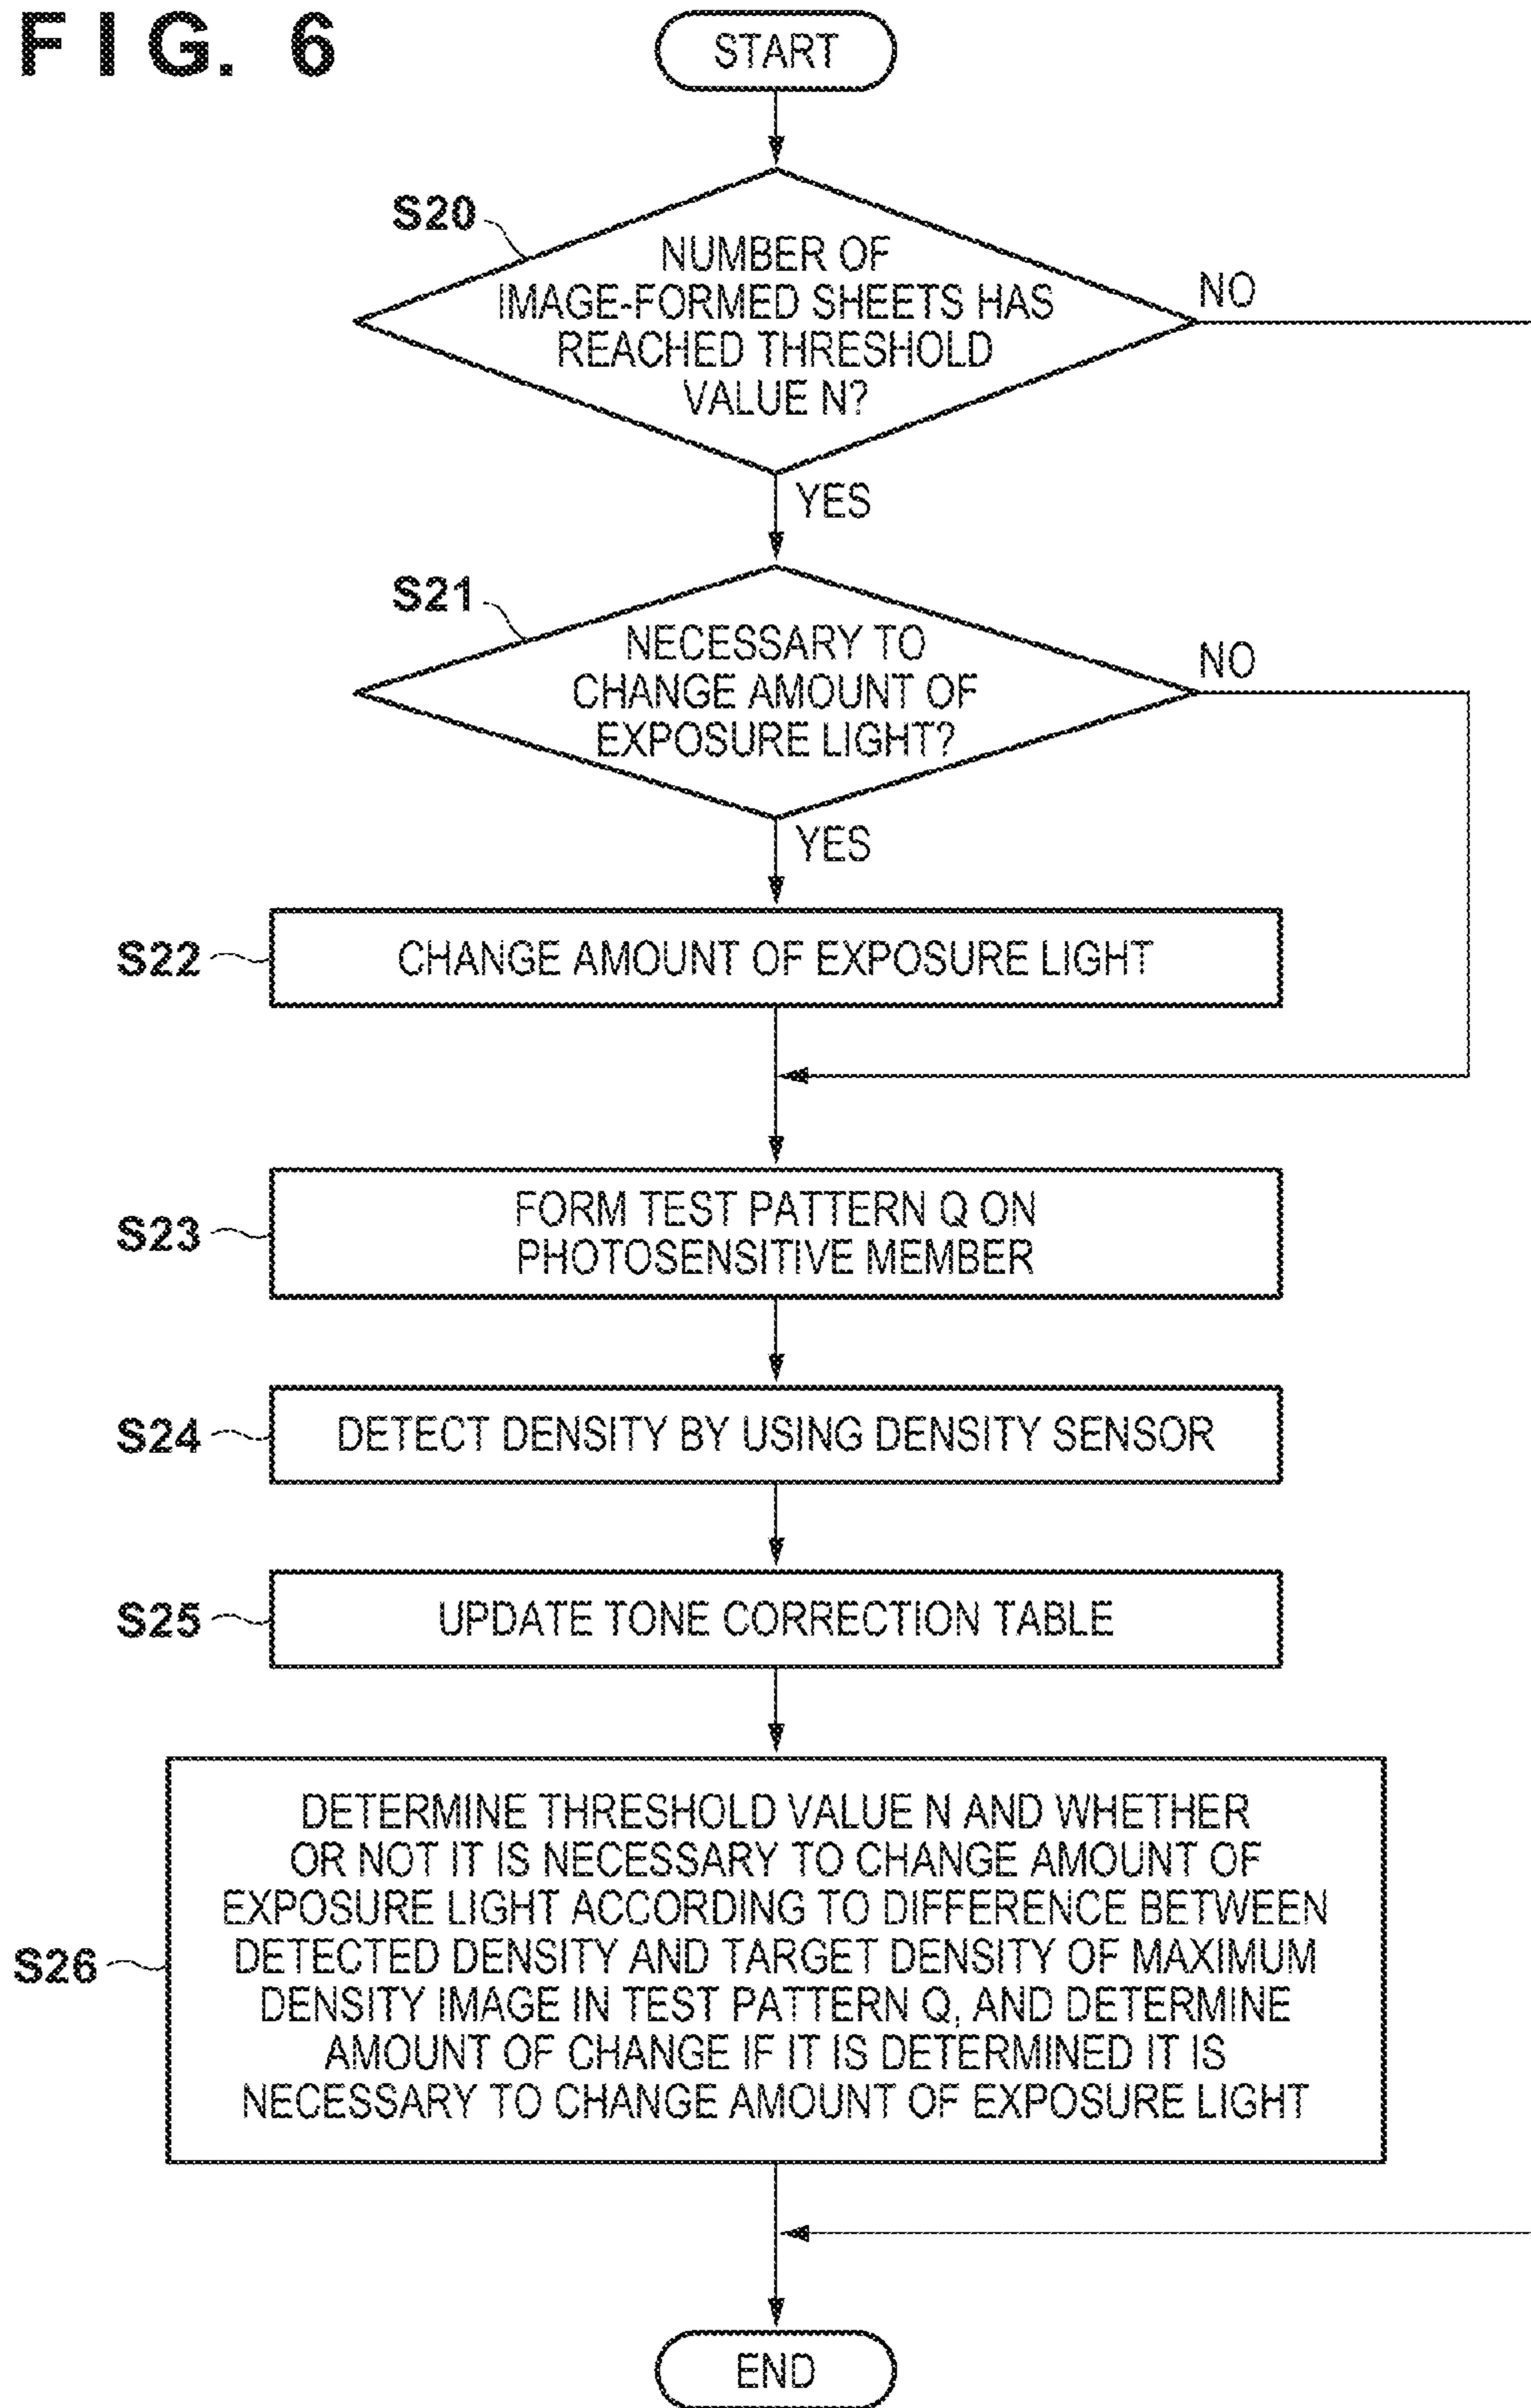 FIG. 6
START
S20
NUMBER OF
IMAGE-FORMED SHEETS HAS
REACHED THRESHOLD
VALUE N?
NO
YES
S21
NECESSARY TO
CHANGE AMOUNT OF
EXPOSURE LIGHT?
NO
YES
S22
CHANGE AMOUNT OF EXPOSURE LIGHT
S23
FORM TEST PATTERN Q ON
PHOTOSENSITIVE MEMBER
S24
DETECT DENSITY BY USING DENSITY SENSOR
S25
UPDATE TONE CORRECTION TABLE
S26
DETERMINE THRESHOLD VALUE N AND WHETHER
OR NOT IT IS NECESSARY TO CHANGE AMOUNT OF
EXPOSURE LIGHT ACCORDING TO DIFFERENCE BETWEEN
DETECTED DENSITY AND TARGET DENSITY OF MAXIMUM
DENSITY IMAGE IN TEST PATTERN Q, AND DETERMINE
AMOUNT OF CHANGE IF IT IS DETERMINED IT IS
NECESSARY TO CHANGE AMOUNT OF EXPOSURE LIGHT
END